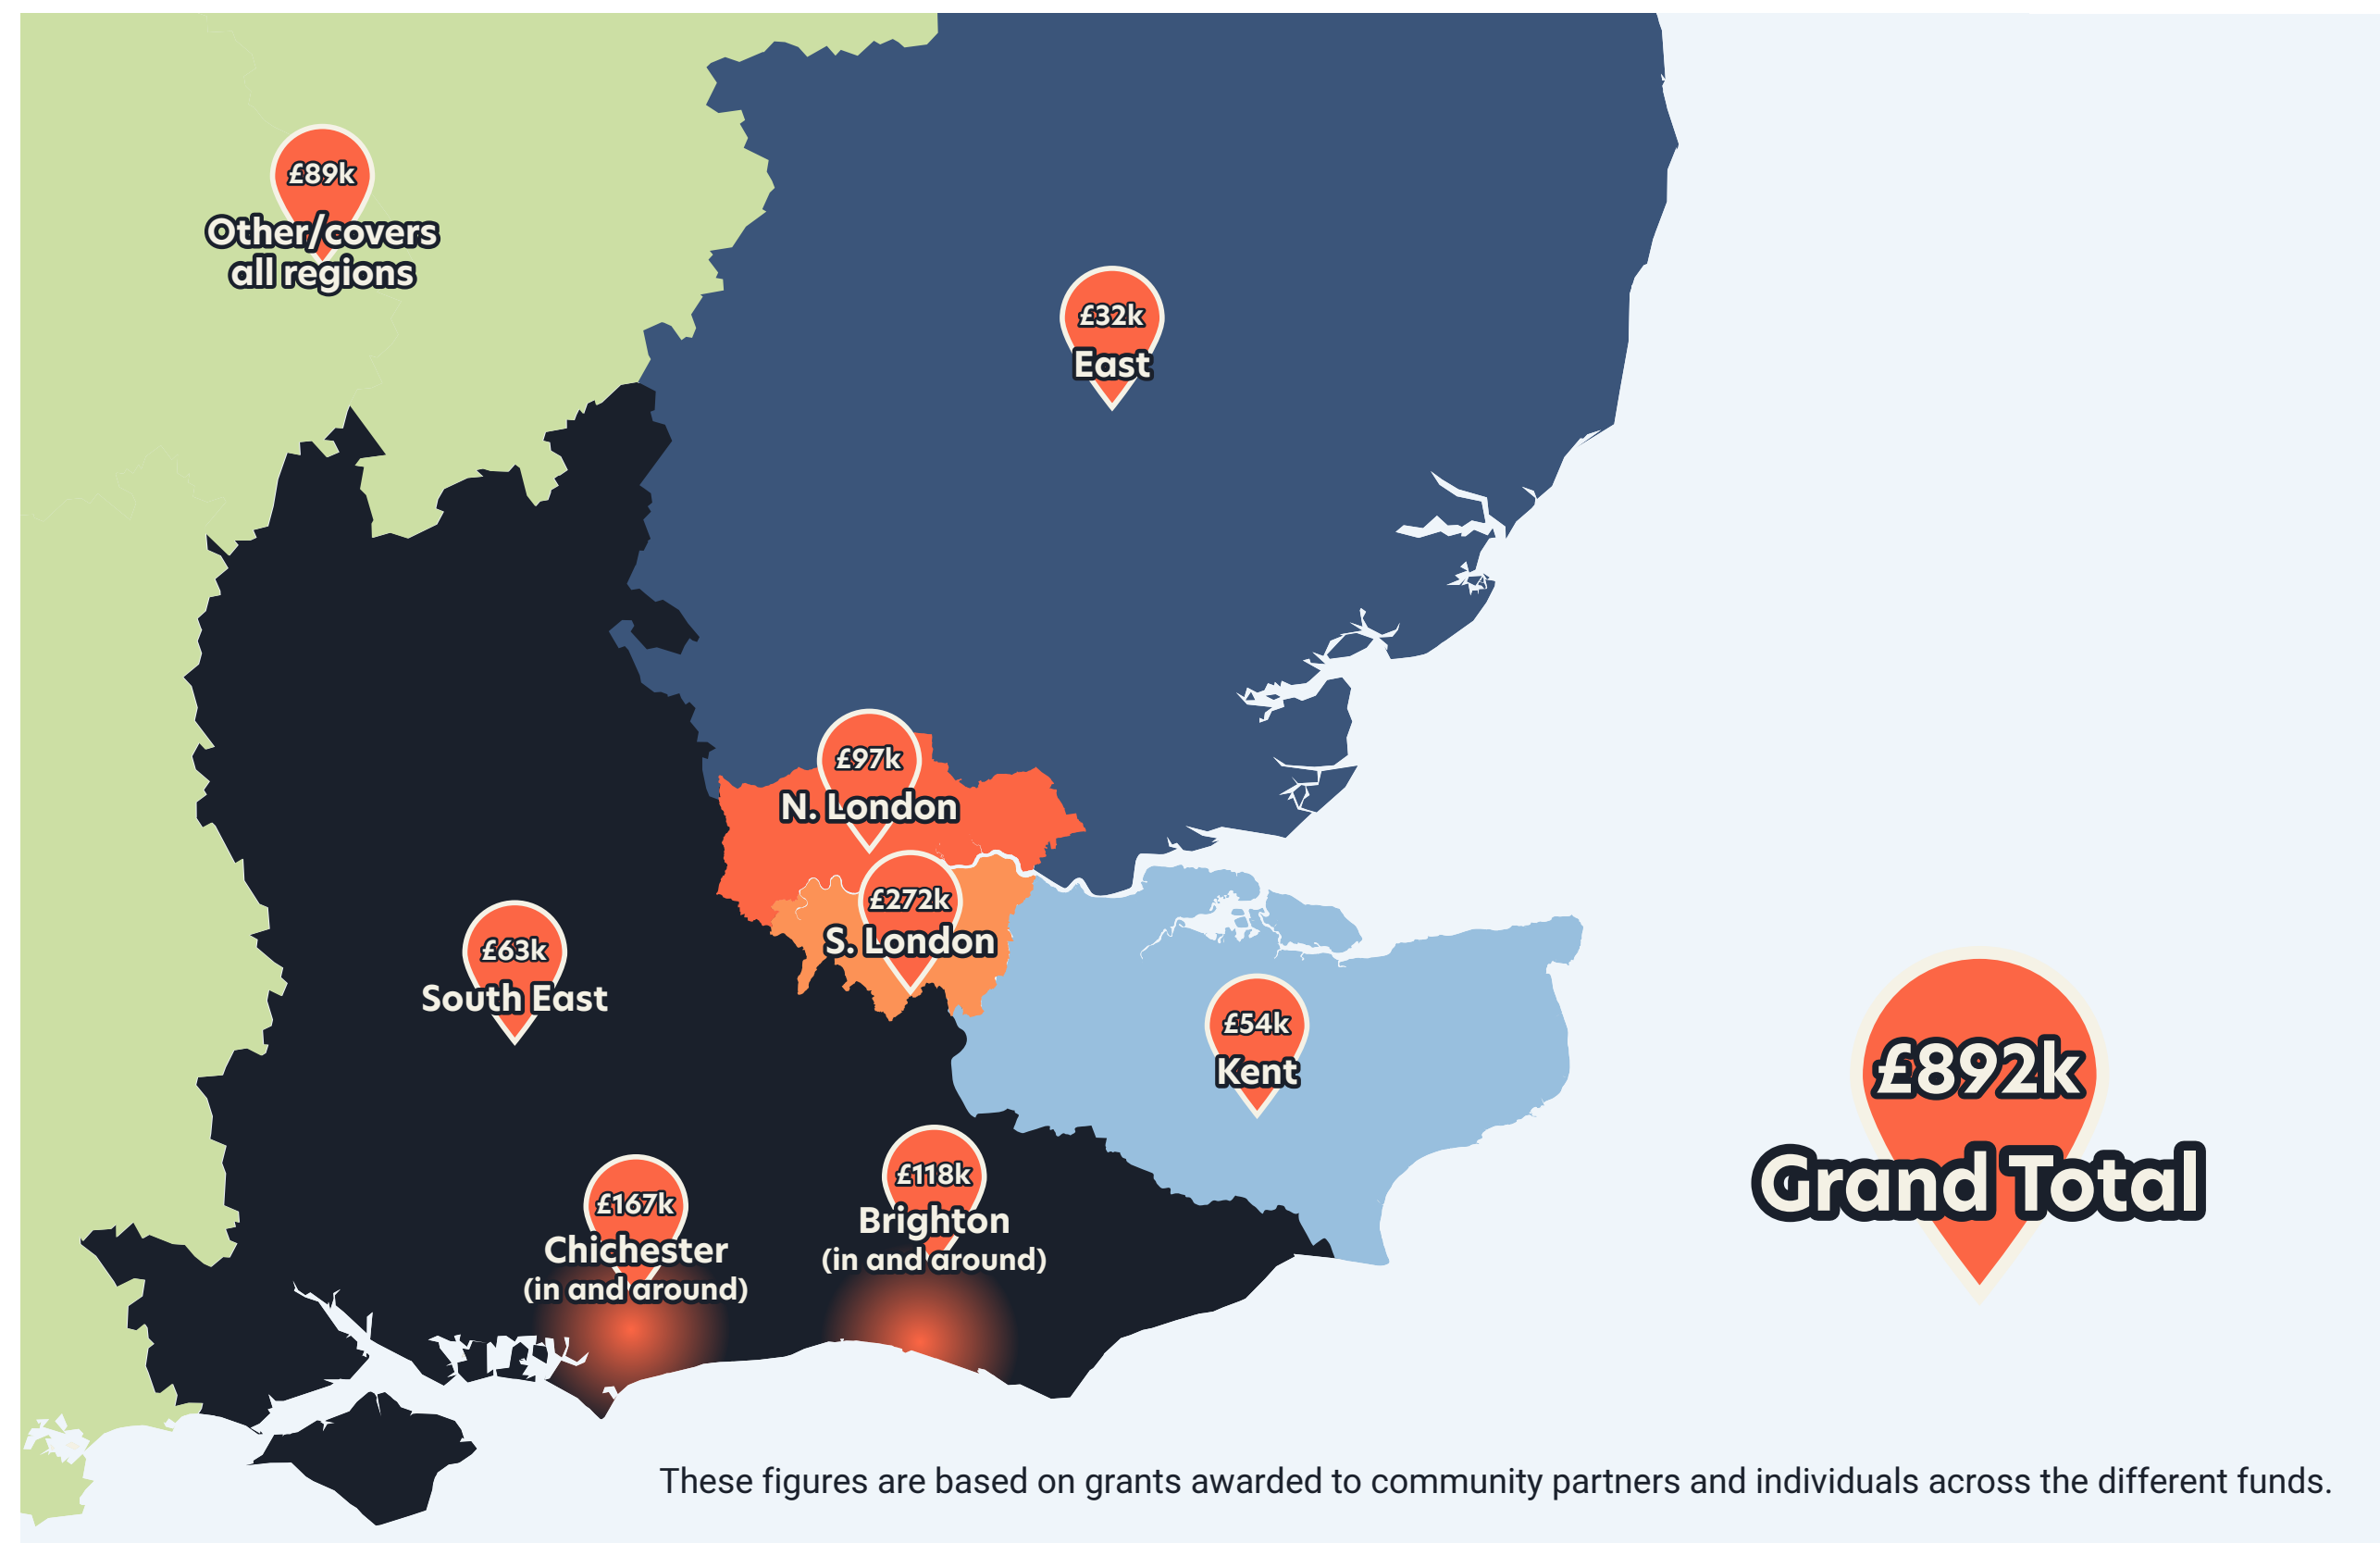 £89k
Other/covers
all regions
£32k
East
£97k
N. London
£272k
S. London
£63k
South East
£54k
Kent
£892k
Grand Total
£118k
Brighton
(in and around)
£167k
Chichester
(in and around)
These figures are based on grants awarded to community partners and individuals across the different funds.